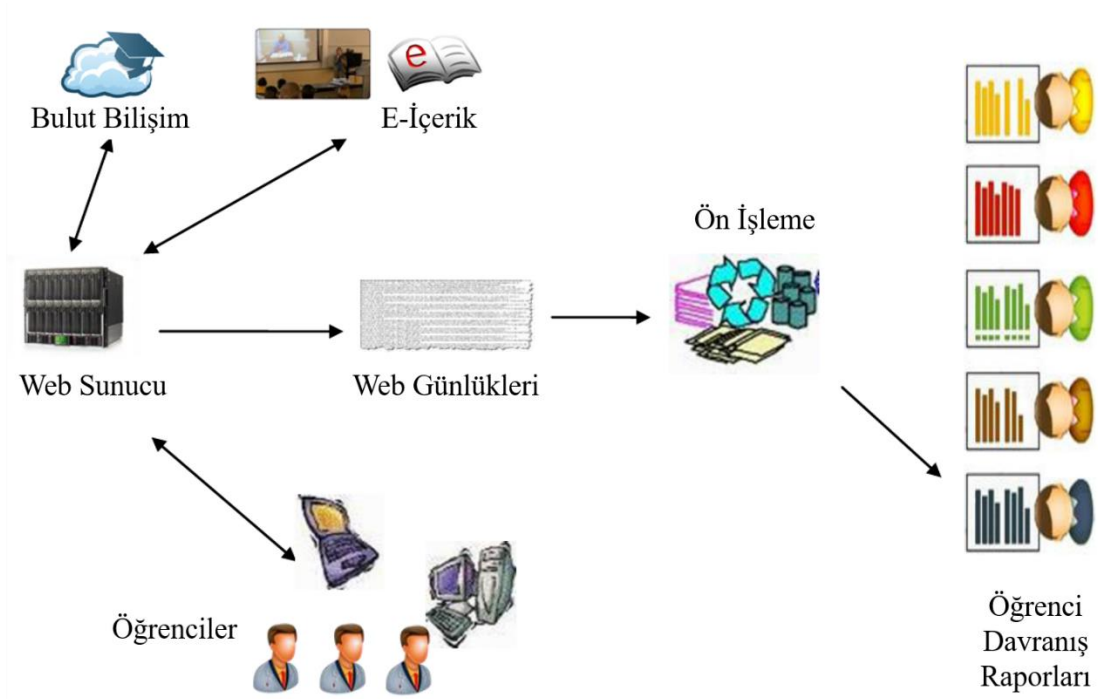 Bulut Bilişim
e
E-İçerik
Ön İşleme
Web Sunucu
Web Günlükleri
Öğrenciler
Öğrenci
Davranış
Raporları